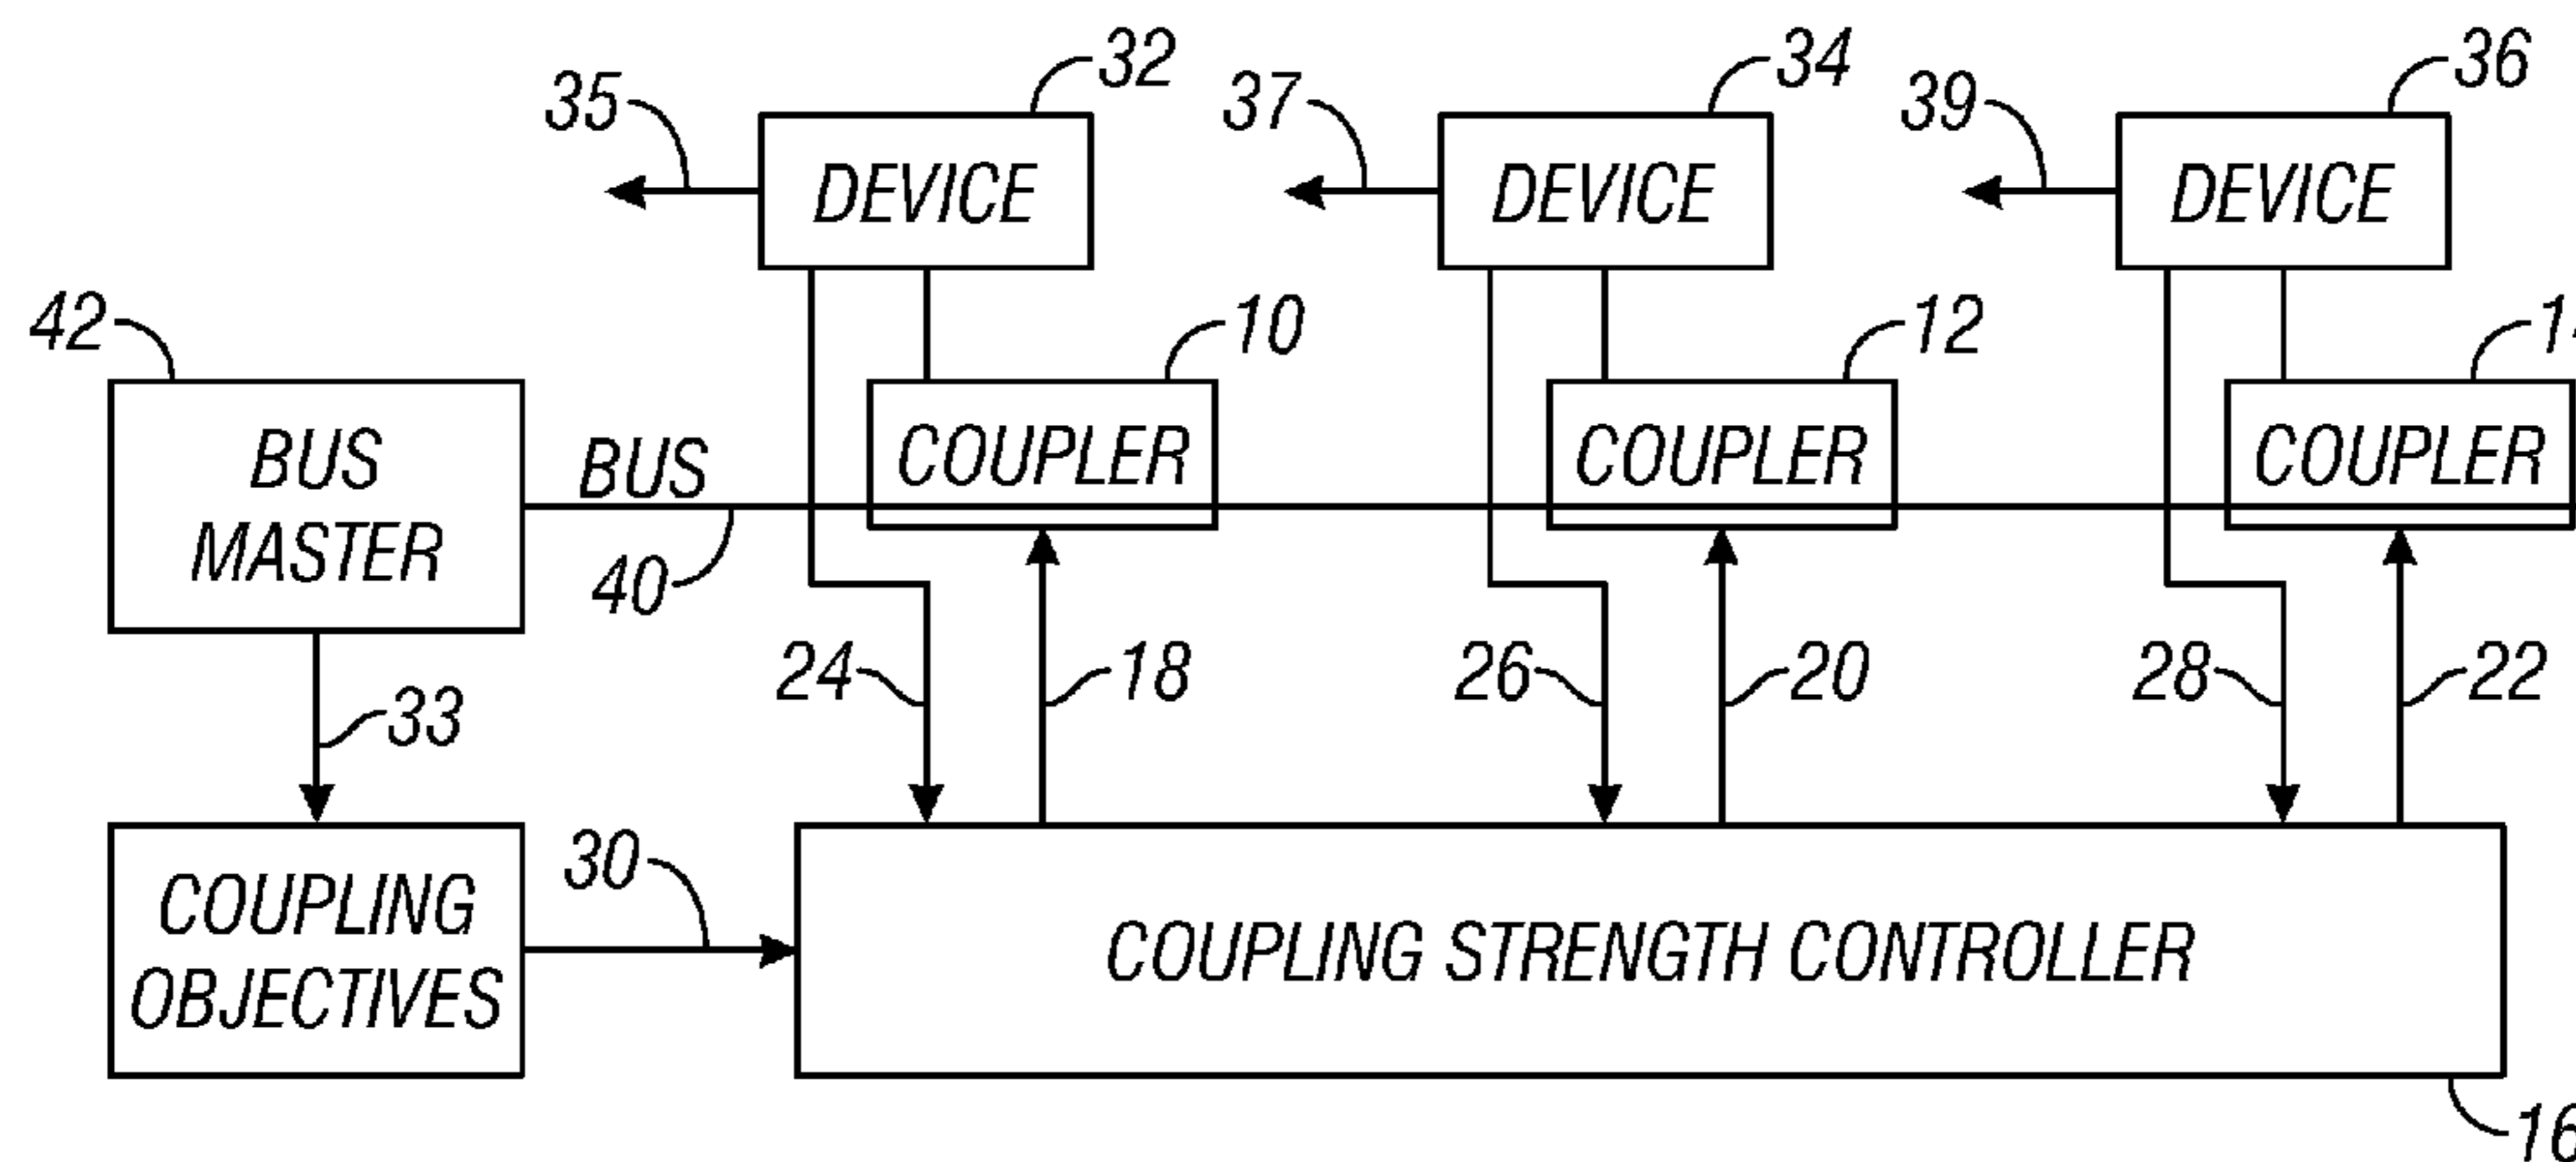 32
34
36
35
37
39
DEVICE
DEVICE
DEVICE
42
10
12
BUS
MASTER
BUS
COUPLER
COUPLER
COUPLER
40
24
18
26
20
28
22
33
30
COUPLING
OBJECTIVES
COUPLING STRENGTH CONTROLLER
16